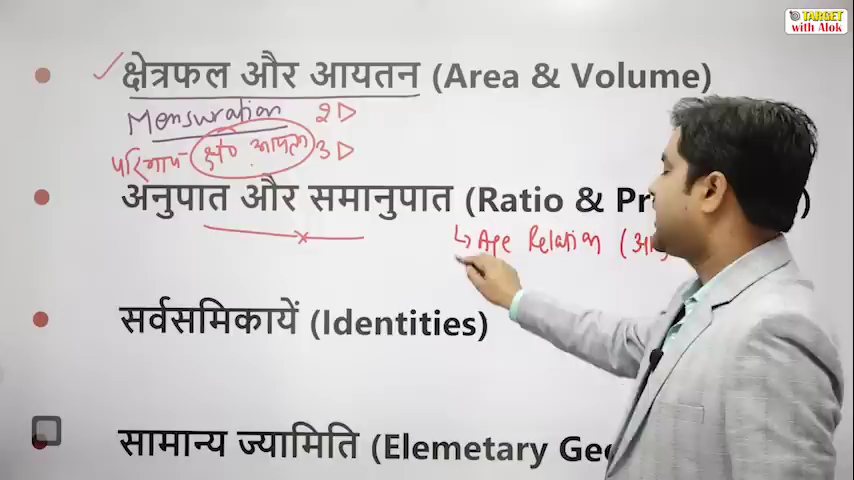 TARGET
with Alok
क्षेत्रफल और आयतन (Area & Volume)
Mensuration 2D
परिमाप क्षे० आयतन 3D
अनुपात और समानुपात (Ratio & Pr
Age Relation (
सर्वसमिकायें (Identities)
सामान्य ज्यामिति (Elemetary Geo